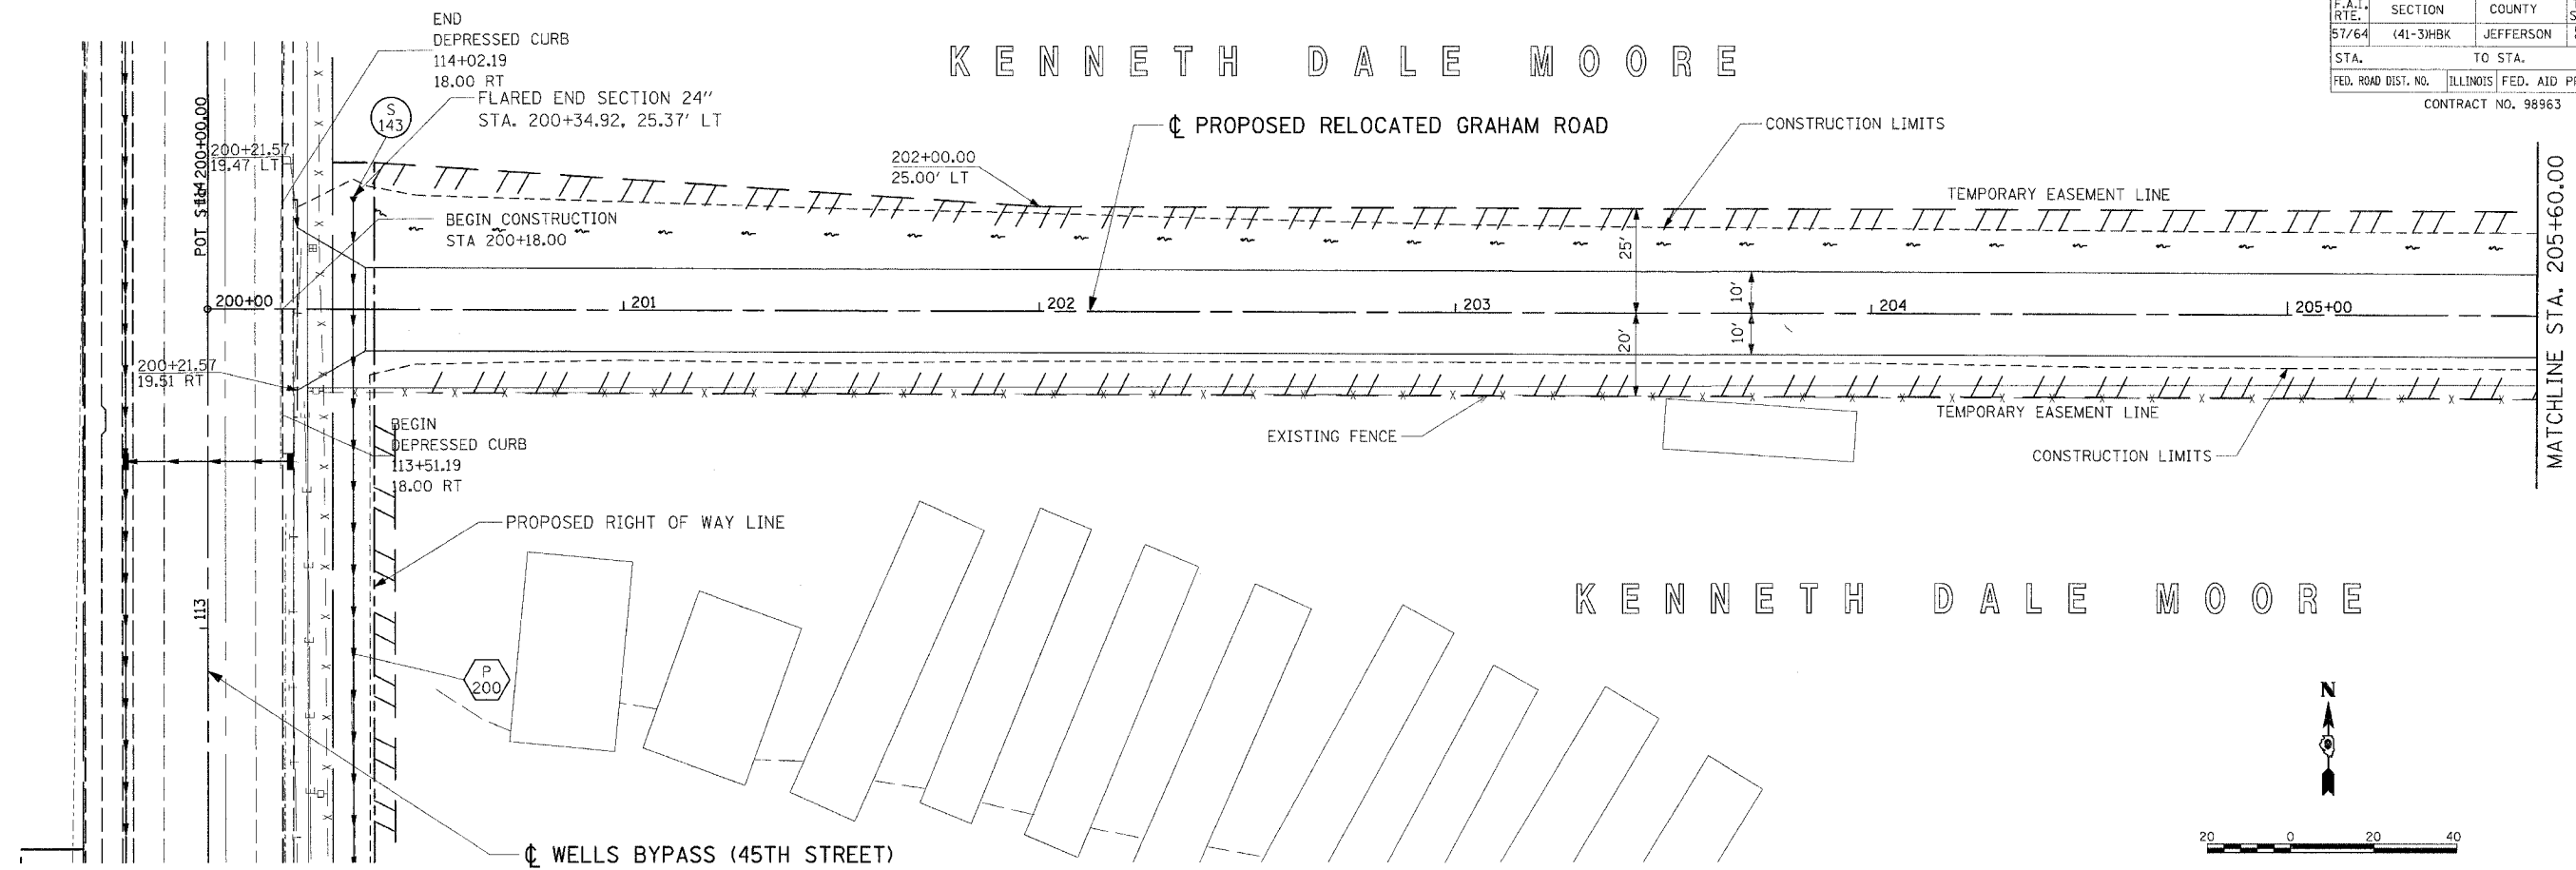 F.A.I. RTE.
SECTION
COUNTY
57/64
(41-3)HBK
JEFFERSON
STA.
TO STA.
FED. ROAD DIST. NO.
ILLINOIS
FED. AID
CONTRACT NO. 98963
END
DEPRESSED CURB
114+02.19
18.00 RT
KENNETH DALE MOORE
S
143
FLARED END SECTION 24"
STA. 200+34.92, 25.37' LT
℄ PROPOSED RELOCATED GRAHAM ROAD
CONSTRUCTION LIMITS
200+21.57
19.47 LT
202+00.00
25.00' LT
TEMPORARY EASEMENT LINE
BEGIN CONSTRUCTION
STA 200+18.00
25'
10'
200+00
201
202
203
204
205+00
MATCHLINE STA. 205+60.00
20'
10'
200+21.57
19.51 RT
TEMPORARY EASEMENT LINE
BEGIN
DEPRESSED CURB
113+51.19
18.00 RT
EXISTING FENCE
CONSTRUCTION LIMITS
PROPOSED RIGHT OF WAY LINE
KENNETH DALE MOORE
113
P
200
N
℄ WELLS BYPASS (45TH STREET)
20 0 20 40